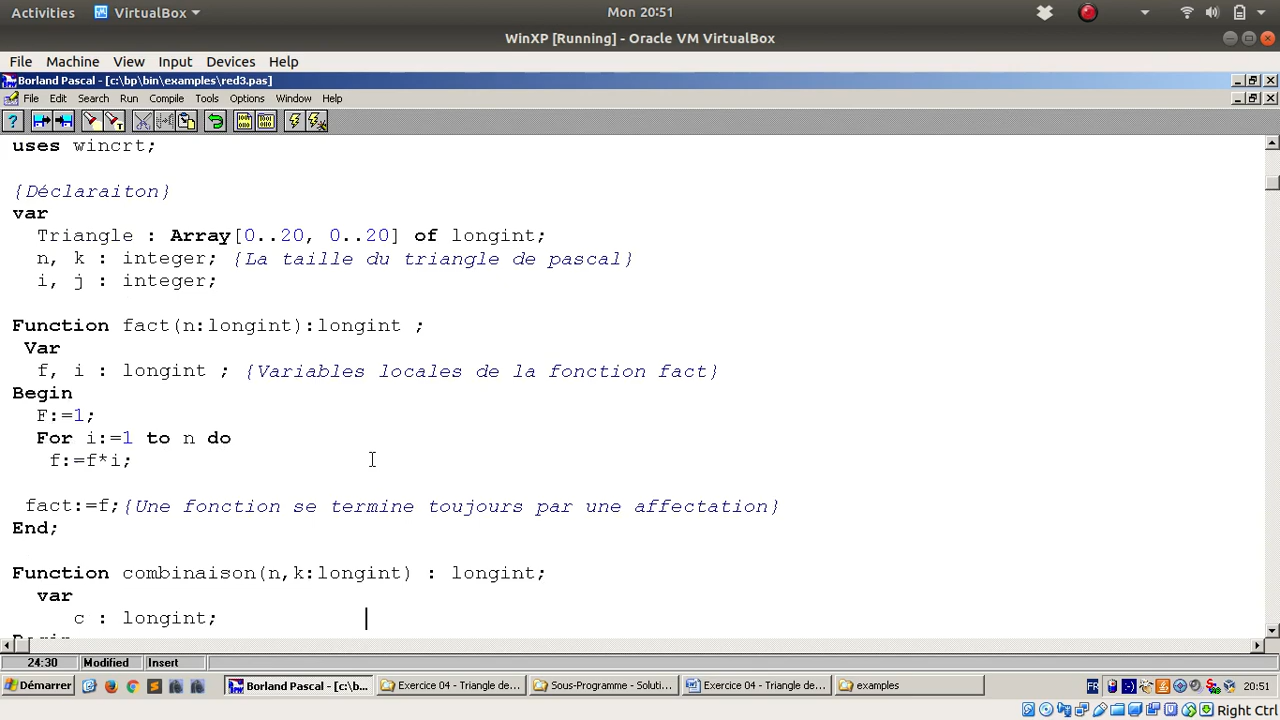 Activities VirtualBox Mon 20:51
WinXP [Running] - Oracle VM VirtualBox
File Machine View Input Devices Help
Borland Pascal - [c:\bp\bin\examples\red3.pas]
File Edit Search Run Compile Tools Options Window Help
uses wincrt;
{Déclaraiton}
var
Triangle : Array[0..20, 0..20] of longint;
n, k : integer; {La taille du triangle de pascal}
i, j : integer;
Function fact(n:longint):longint ;
Var
f, i : longint ; {Variables locales de la fonction fact}
Begin
F:=1;
For i:=1 to n do
f:=f*i;
fact:=f;{Une fonction se termine toujours par une affectation}
End;
Function combinaison(n,k:longint) : longint;
var
c : longint;
Begin
24:30 Modified Insert
Démarrer Borland Pascal - [c:\b... Exercice 04 - Triangle de... Sous-Programme - Soluti... Exercice 04 - Triangle de... examples FR 20:51
Right Ctrl